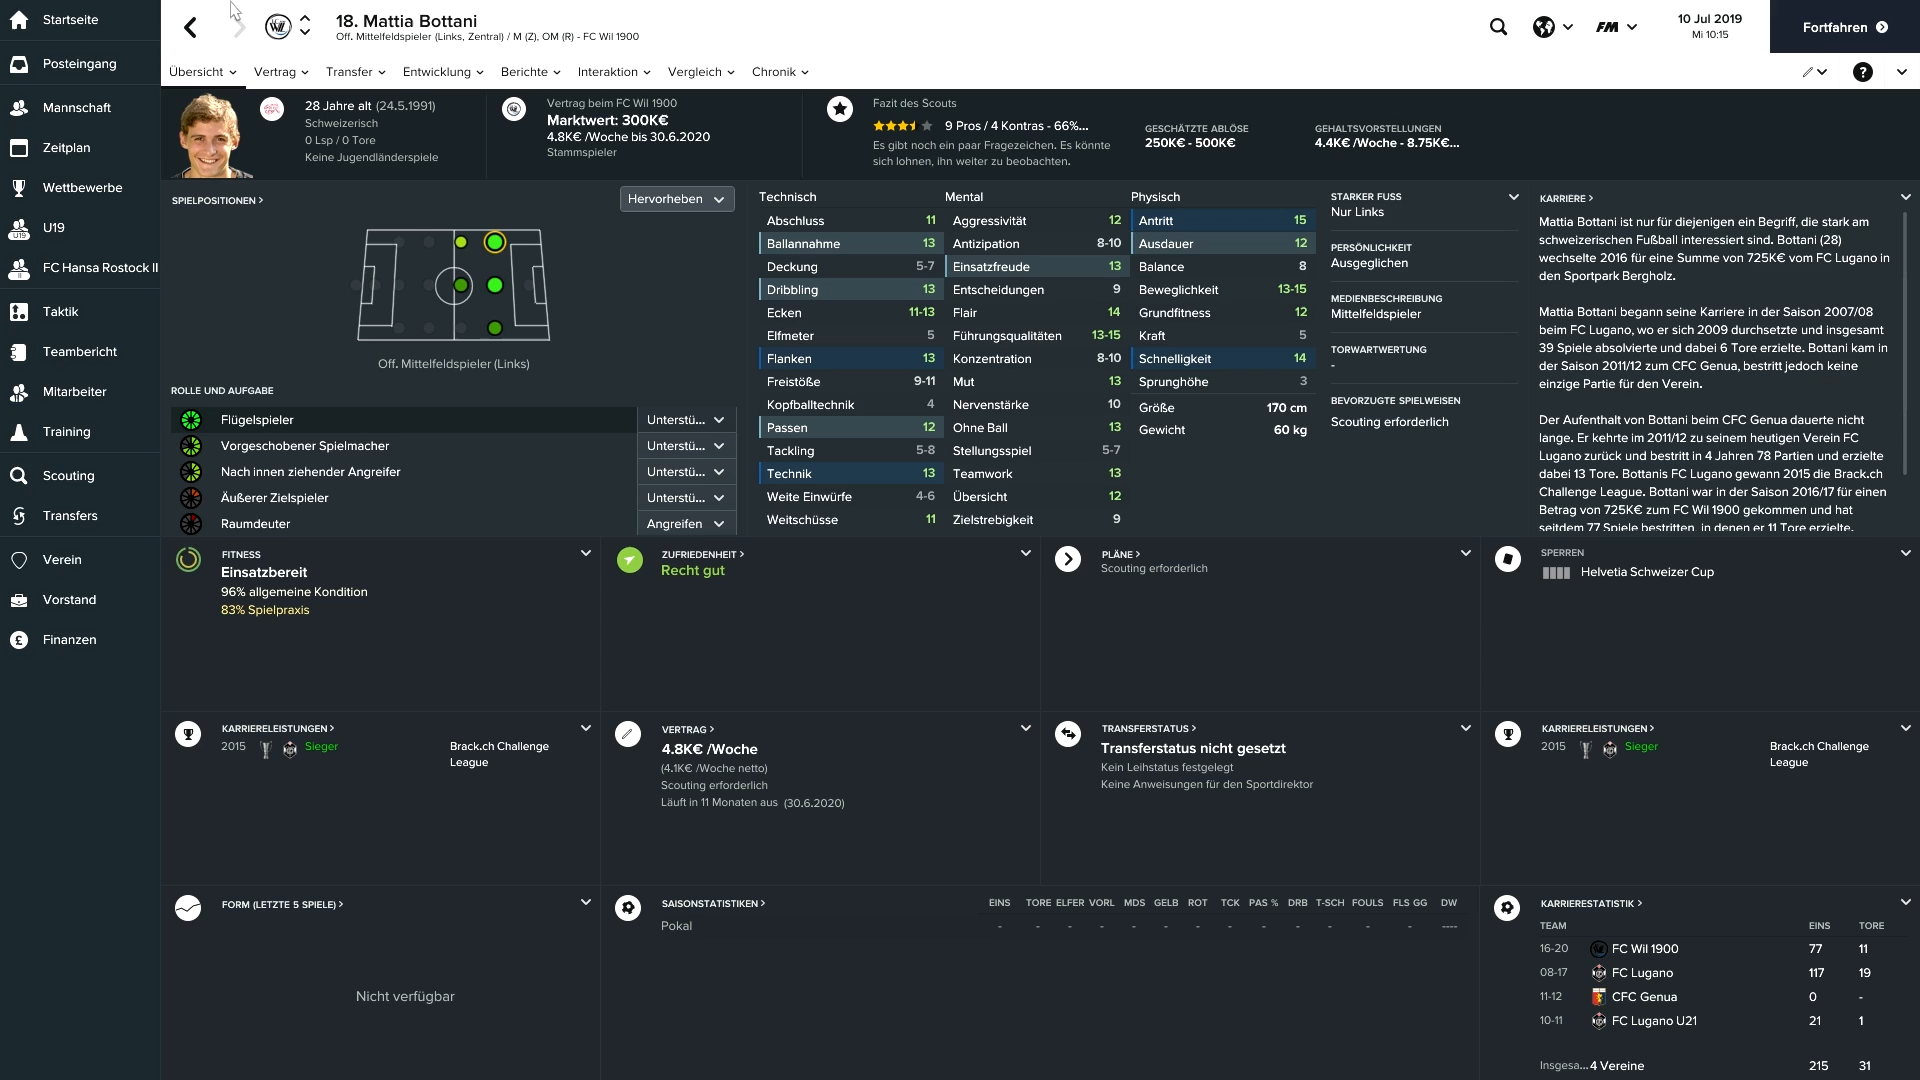 Startseite
Posteingang
Mannschaft
Zeitplan
Wettbewerbe
U19
FC Hansa Rostock II
Taktik
Teambericht
Mitarbeiter
Training
Scouting
Transfers
Verein
Vorstand
Finanzen
18. Mattia Bottani
Off. Mittelfeldspieler (Links, Zentral) / M (Z), OM (R) - FC Wil 1900
FM
10 Jul 2019
Mi 10:15
Fortfahren
Übersicht Vertrag Transfer Entwicklung Berichte Interaktion Vergleich Chronik
28 Jahre alt (24.5.1991)
Schweizerisch
0 Lsp / 0 Tore
Keine Jugendländerspiele
Vertrag beim FC Wil 1900
Marktwert: 300K€
4.8K€ /Woche bis 30.6.2020
Stammspieler
Fazit des Scouts
9 Pros / 4 Kontras - 66%...
Es gibt noch ein paar Fragezeichen. Es könnte
sich lohnen, ihn weiter zu beobachten.
GESCHÄTZTE ABLÖSE
250K€ - 500K€
GEHALTSVORSTELLUNGEN
4.4K€ /Woche - 8.75K€...
SPIELPOSITIONEN >
Hervorheben
Off. Mittelfeldspieler (Links)
ROLLE UND AUFGABE
Flügelspieler Unterstü...
Vorgeschobener Spielmacher Unterstü...
Nach innen ziehender Angreifer Unterstü...
Äußerer Zielspieler Unterstü...
Raumdeuter Angreifen
Technisch
Abschluss 11
Ballannahme 13
Deckung 5-7
Dribbling 13
Ecken 11-13
Elfmeter 5
Flanken 13
Freistöße 9-11
Kopfballtechnik 4
Passen 12
Tackling 5-8
Technik 13
Weite Einwürfe 4-6
Weitschüsse 11
Mental
Aggressivität 12
Antizipation 8-10
Einsatzfreude 13
Entscheidungen 9
Flair 14
Führungsqualitäten 13-15
Konzentration 8-10
Mut 13
Nervenstärke 10
Ohne Ball 13
Stellungsspiel 5-7
Teamwork 13
Übersicht 12
Zielstrebigkeit 9
Physisch
Antritt 15
Ausdauer 12
Balance 8
Beweglichkeit 13-15
Grundfitness 12
Kraft 5
Schnelligkeit 14
Sprunghöhe 3
Größe 170 cm
Gewicht 60 kg
STARKER FUSS
Nur Links
PERSÖNLICHKEIT
Ausgeglichen
MEDIENBESCHREIBUNG
Mittelfeldspieler
TORWARTWERTUNG
-
BEVORZUGTE SPIELWEISEN
Scouting erforderlich
KARRIERE >
Mattia Bottani ist nur für diejenigen ein Begriff, die stark am
schweizerischen Fußball interessiert sind. Bottani (28)
wechselte 2016 für eine Summe von 725K€ vom FC Lugano in
den Sportpark Bergholz.
Mattia Bottani begann seine Karriere in der Saison 2007/08
beim FC Lugano, wo er sich 2009 durchsetzte und insgesamt
39 Spiele absolvierte und dabei 6 Tore erzielte. Bottani kam in
der Saison 2011/12 zum CFC Genua, bestritt jedoch keine
einzige Partie für den Verein.
Der Aufenthalt von Bottani beim CFC Genua dauerte nicht
lange. Er kehrte im 2011/12 zu seinem heutigen Verein FC
Lugano zurück und bestritt in 4 Jahren 78 Partien und erzielte
dabei 13 Tore. Bottanis FC Lugano gewann 2015 die Brack.ch
Challenge League. Bottani war in der Saison 2016/17 für einen
Betrag von 725K€ zum FC Wil 1900 gekommen und hat
seitdem 77 Spiele bestritten, in denen er 11 Tore erzielte.
FITNESS
Einsatzbereit
96% allgemeine Kondition
83% Spielpraxis
ZUFRIEDENHEIT >
Recht gut
PLÄNE >
Scouting erforderlich
SPERREN
Helvetia Schweizer Cup
KARRIERELEISTUNGEN >
2015 Sieger Brack.ch Challenge
League
VERTRAG >
4.8K€ /Woche
(4.1K€ /Woche netto)
Scouting erforderlich
Läuft in 11 Monaten aus (30.6.2020)
TRANSFERSTATUS >
Transferstatus nicht gesetzt
Kein Leihstatus festgelegt
Keine Anweisungen für den Sportdirektor
KARRIERELEISTUNGEN >
2015 Sieger Brack.ch Challenge
League
FORM (LETZTE 5 SPIELE) >
Nicht verfügbar
SAISONSTATISTIKEN > EINS TORE ELFER VORL MDS GELB ROT TCK PAS % DRB T-SCH FOULS FLS GG DW
Pokal - - - - - - - - - - - - - ----
KARRIERESTATISTIK >
TEAM EINS TORE
16-20 FC Wil 1900 77 11
08-17 FC Lugano 117 19
11-12 CFC Genua 0 -
10-11 FC Lugano U21 21 1
Insgesa... 4 Vereine 215 31